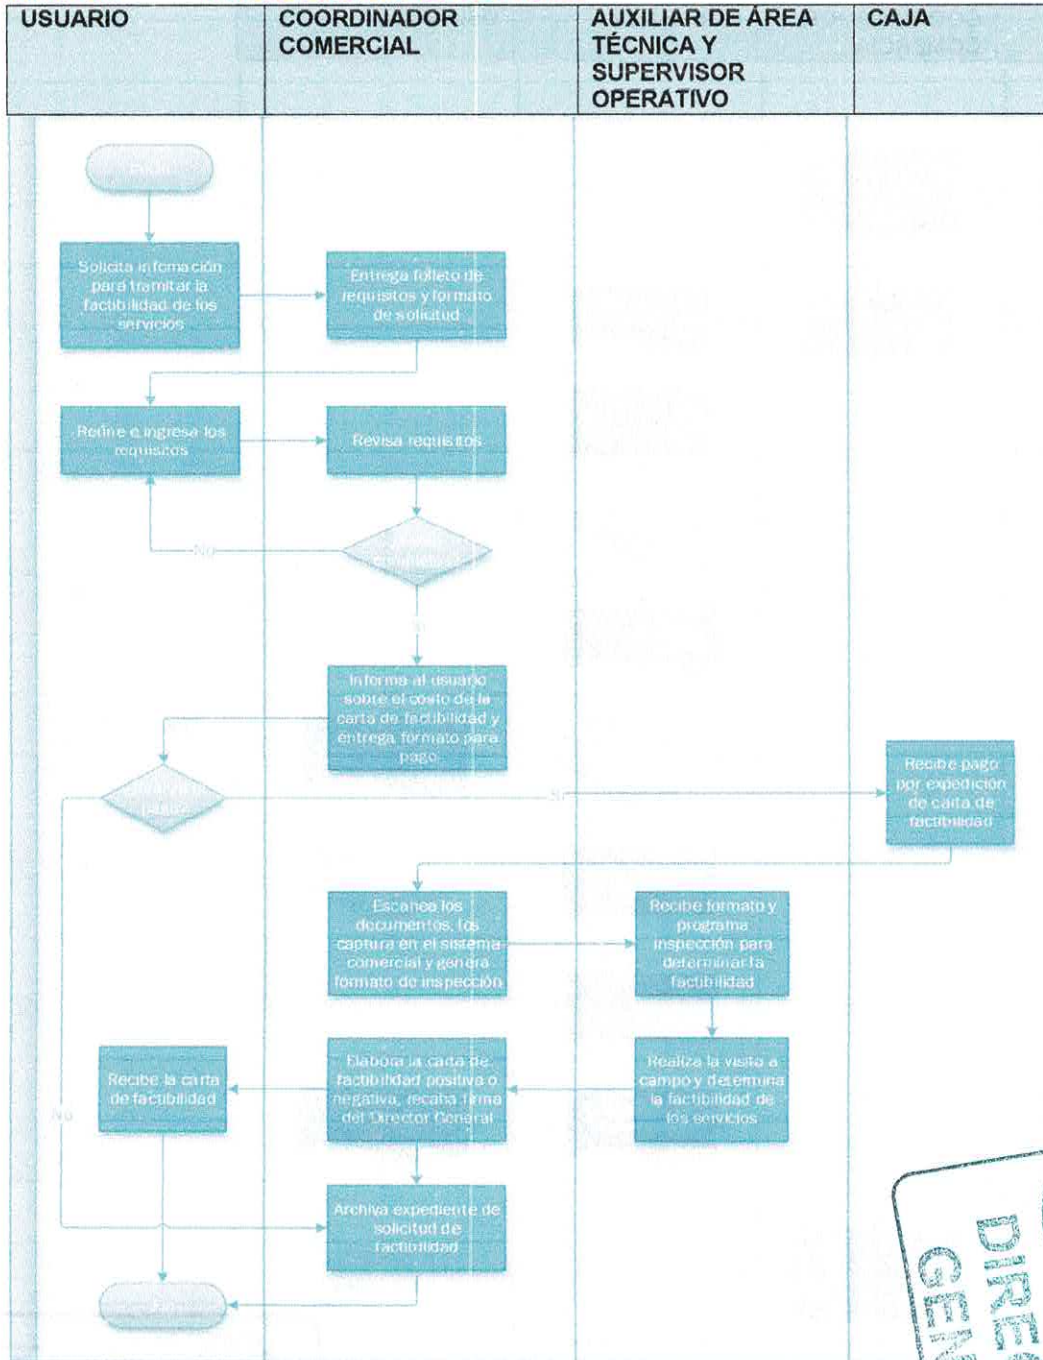 USUARIO
COORDINADOR
COMERCIAL
AUXILIAR DE ÁREA
TÉCNICA Y
SUPERVISOR
OPERATIVO
CAJA
Solicita infomación
para tramitar la
factibilidad de los
servicios
Entrega folleto de
requisitos y formato
de solicitud
Reúne e ingresa los
requisitos
Revisa requisitos
No
Informa al usuario
sobre el costo de la
carta de factibilidad y
entrega formato para
pago
Si
Recibe pago
por expedición
de carta de
factibilidad
Escanea los
documentos, los
captura en el sistema
comercial y genera
formato de inspección
Recibe formato y
programa
inspección para
determinar la
factibilidad
Recibe la carta
de factibilidad
Elabora la carta de
factibilidad positiva o
negativa, recaba firma
del Director General
Realiza la visita a
campo y determina
la factibilidad de
los servicios
No
Archiva expediente de
solicitud de
factibilidad